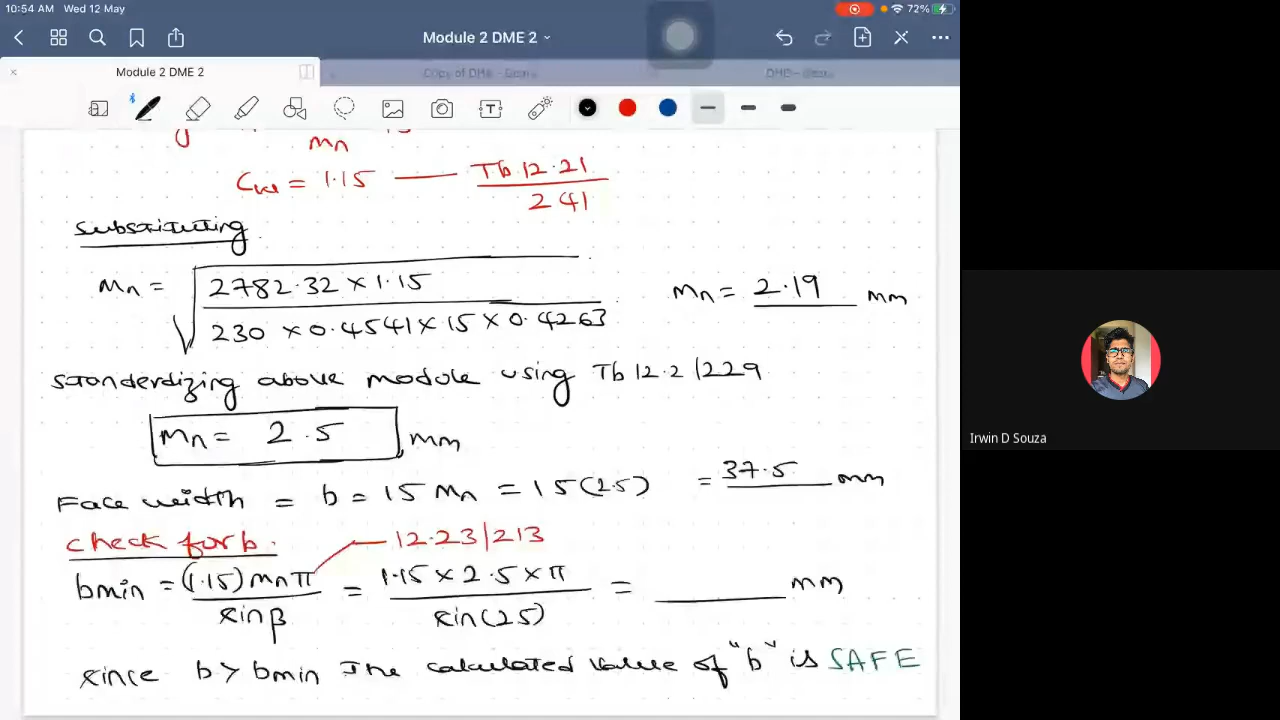 10:54 AM Wed 12 May
72%
Module 2 DME 2
Module 2 DME 2
mn
Cw = 1.15 — Tb.12.21
241
substituting
mn = √ 2782.32 × 1.15
230 × 0.4541 × 15 × 0.4263
mn = 2.19 mm
Standerdizing above module using Tb 12.2/229
mn = 2.5 mm
Face width = b = 15 mn = 15(2.5) = 37.5 mm
check for b.
12.23/213
bmin = (1.15) mn π = 1.15 × 2.5 × π = ____ mm
sinβ sin(25)
since b > bmin The calculated value of "b" is SAFE
Irwin D Souza